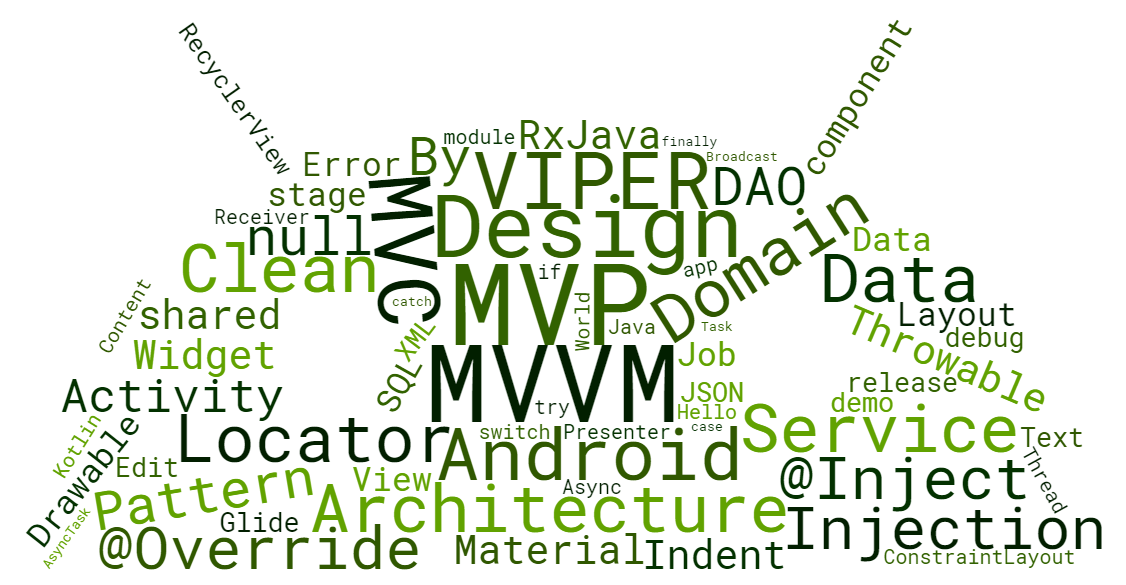 RecyclerView
component
module
RxJava
finally
Error
By
VIPER
Broadcast
stage
MVC
DAO
Receiver
null
Design
Domain
Data
Clean
if
app
Data
Content
shared
catch
MVP
World
Java
Task
Layout
Throwable
debug
Widget
XML
SQL
Job
Activity
MVVM
try
JSON
Hello
release
demo
case
Kotlin
Drawable
Locator
switch
Presenter
Android
Service
Text
Edit
Pattern
View
Async
@Inject
Thread
AsyncTask
Glide
Architecture
Injection
@Override
Material
Indent
ConstraintLayout